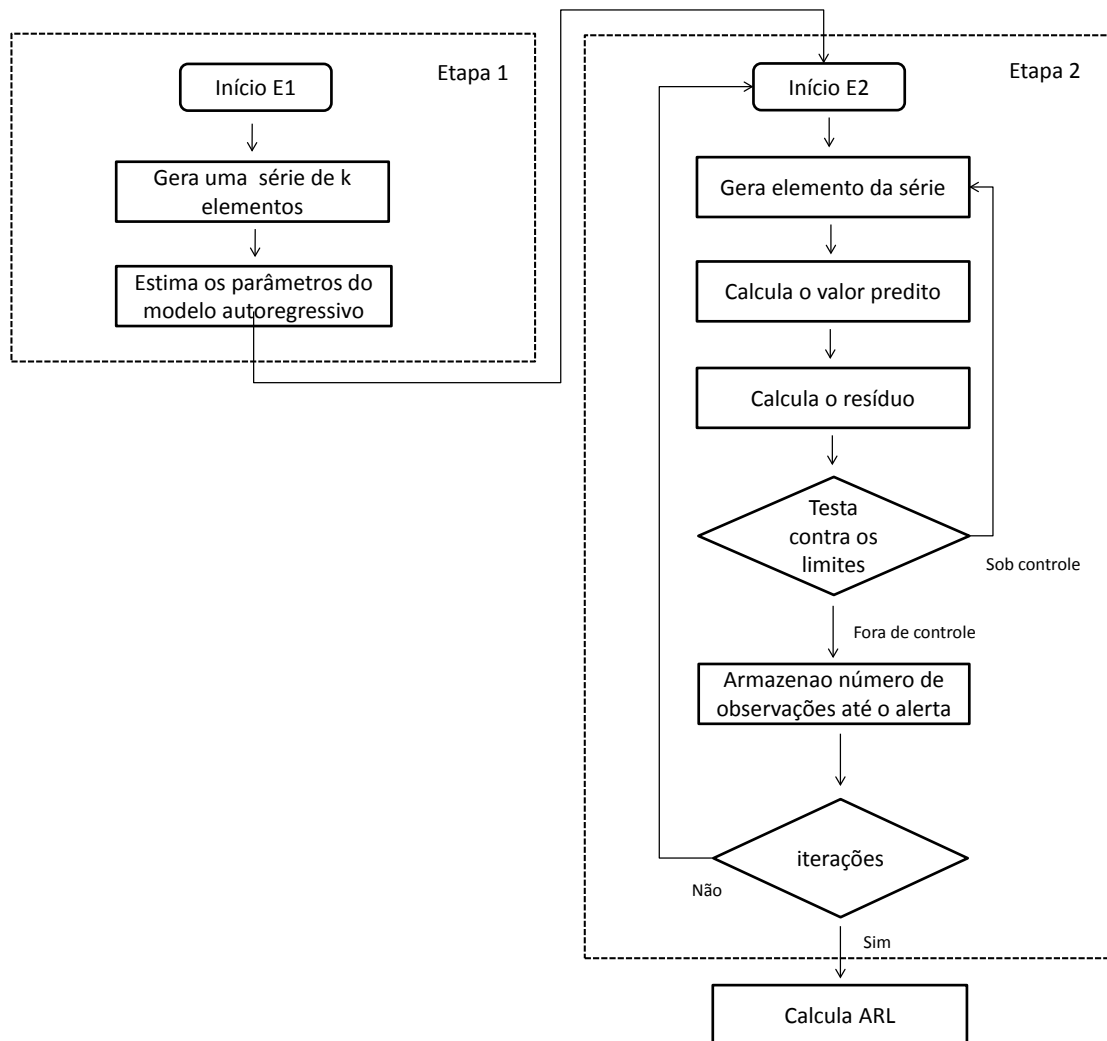 Etapa 1
Início E1
Gera uma série de k
elementos
Estima os parâmetros do
modelo autoregressivo
Etapa 2
Início E2
Gera elemento da série
Calcula o valor predito
Calcula o resíduo
Testa
contra os
limites
Sob controle
Fora de controle
Armazenao número de
observações até o alerta
iterações
Não
Sim
Calcula ARL